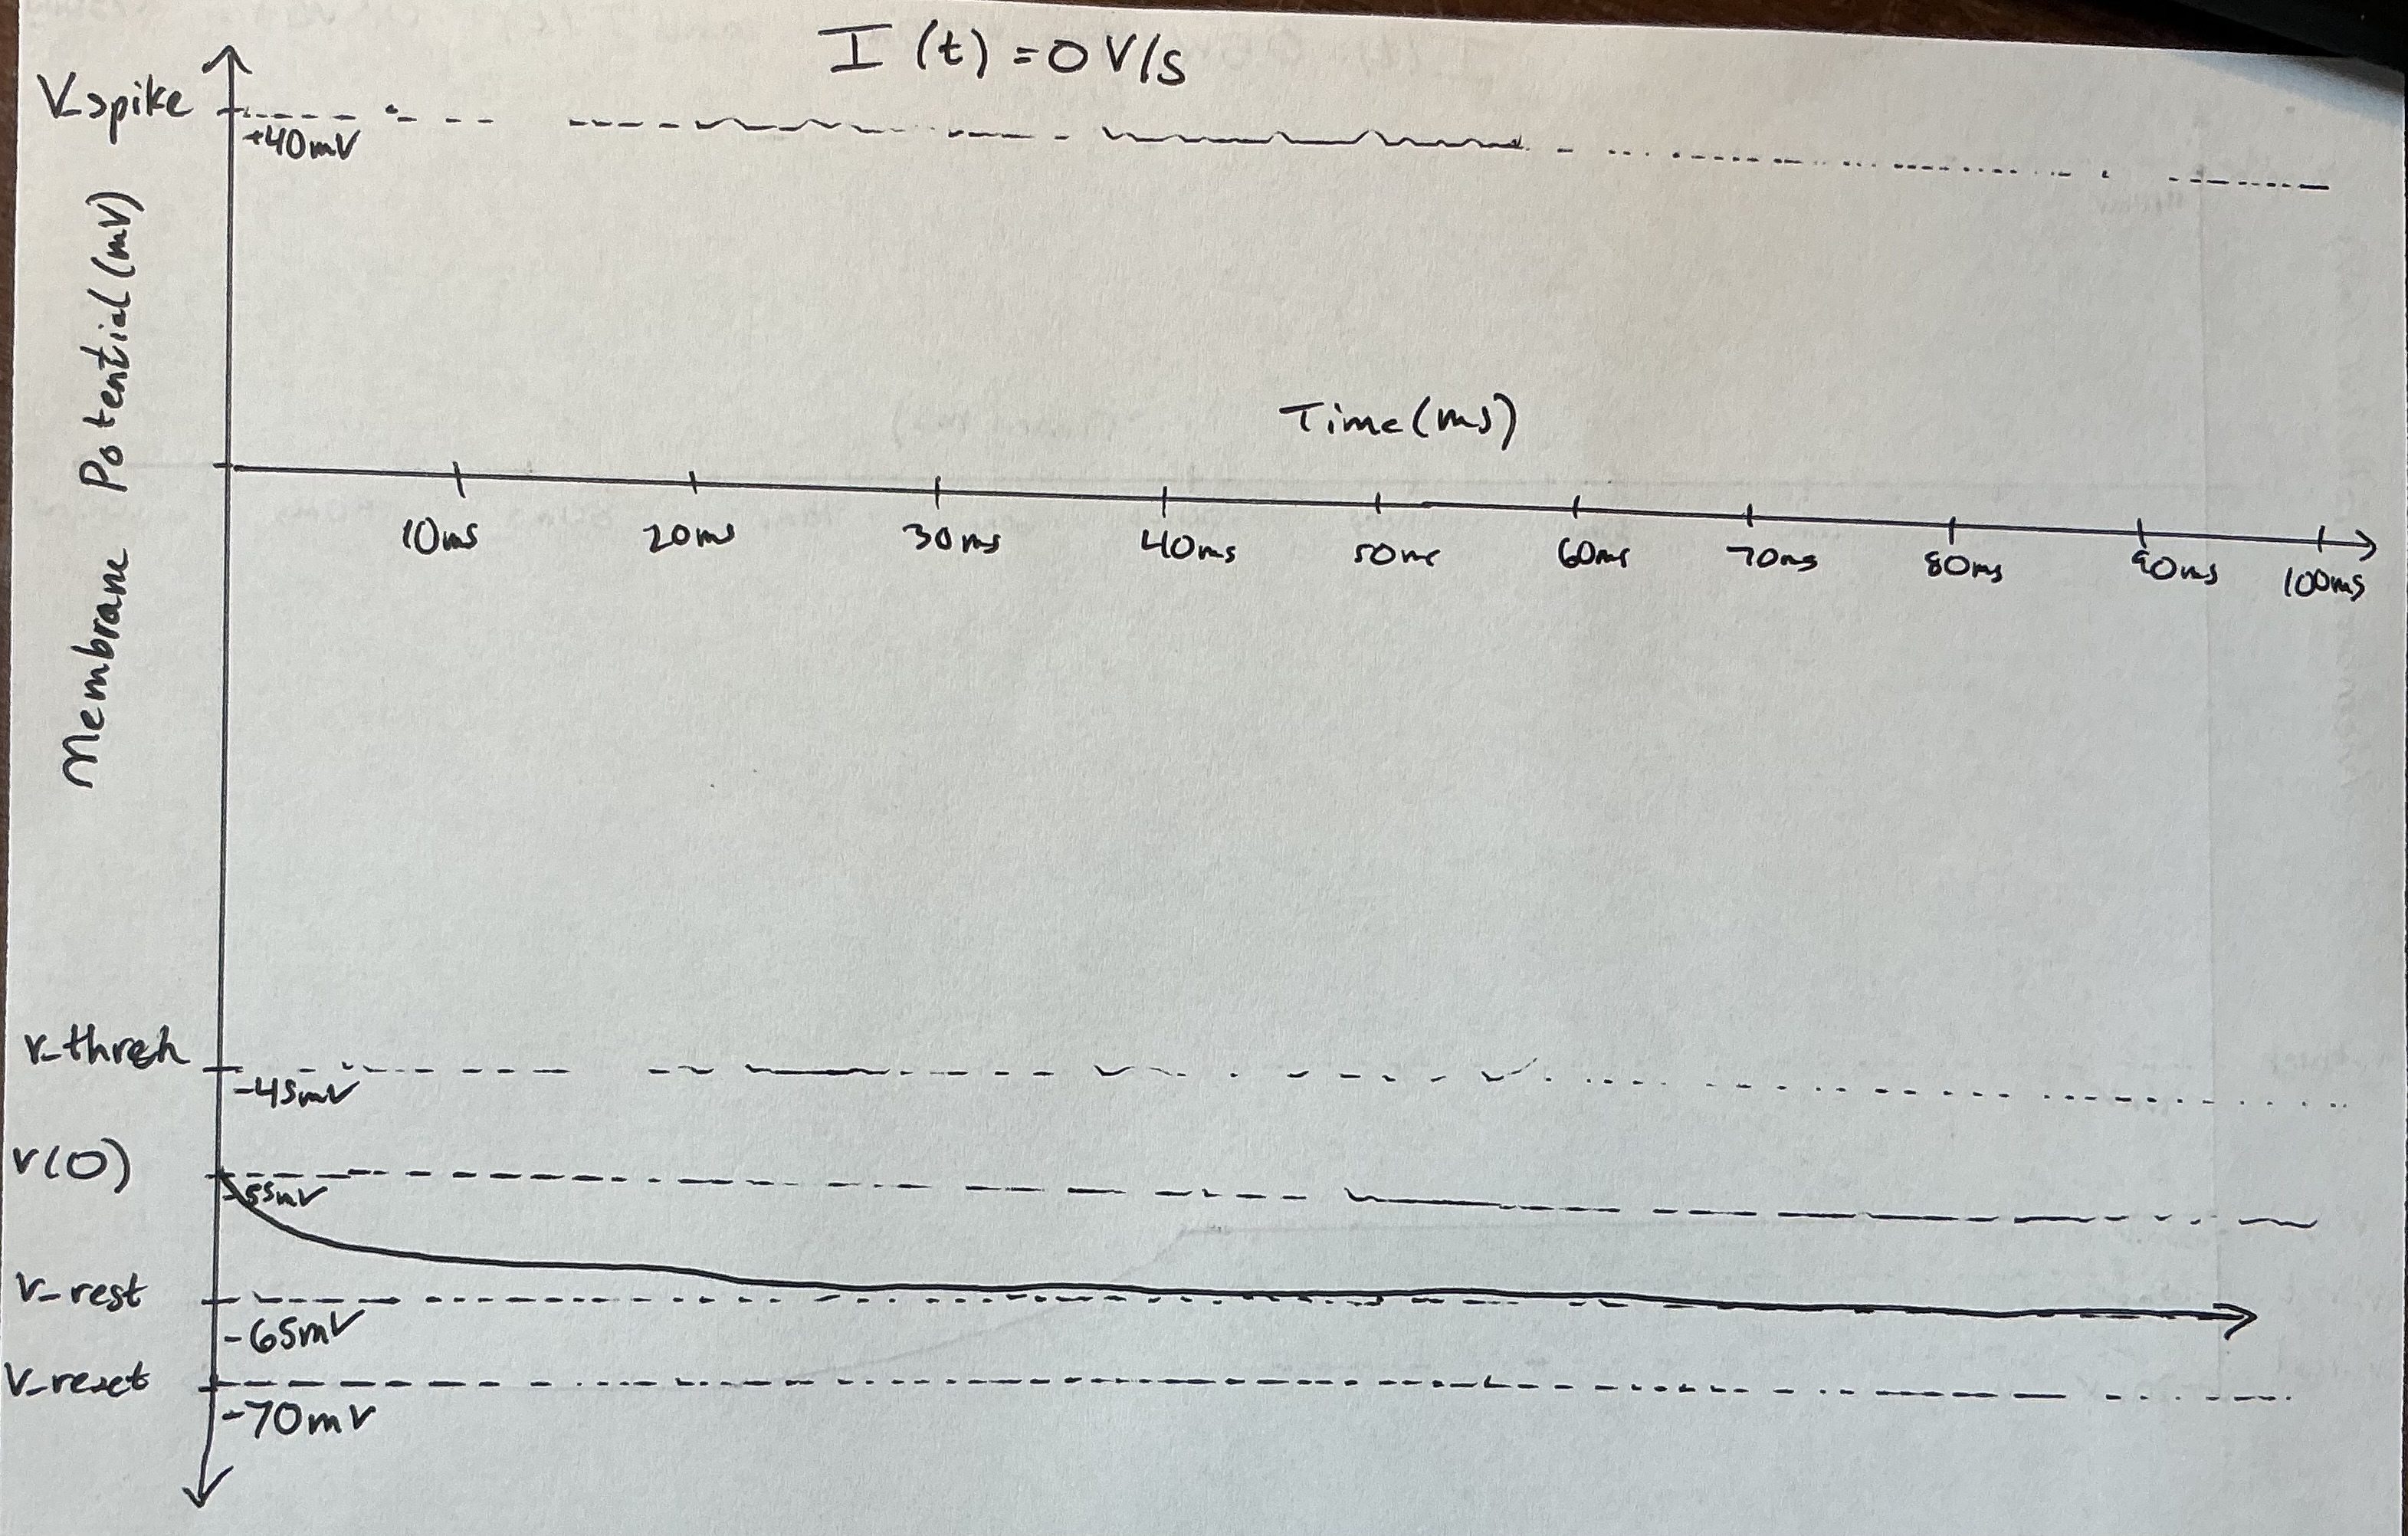 I (t) = 0 V/s
V_spike
+40mV
Membrane Potential (mV)
Time (ms)
10ms 20ms 30ms 40ms 50ms 60ms 70ms 80ms 90ms 100ms
v_thresh
-45mV
v(0)
-55mV
v_rest
-65mV
v_reset
-70mV